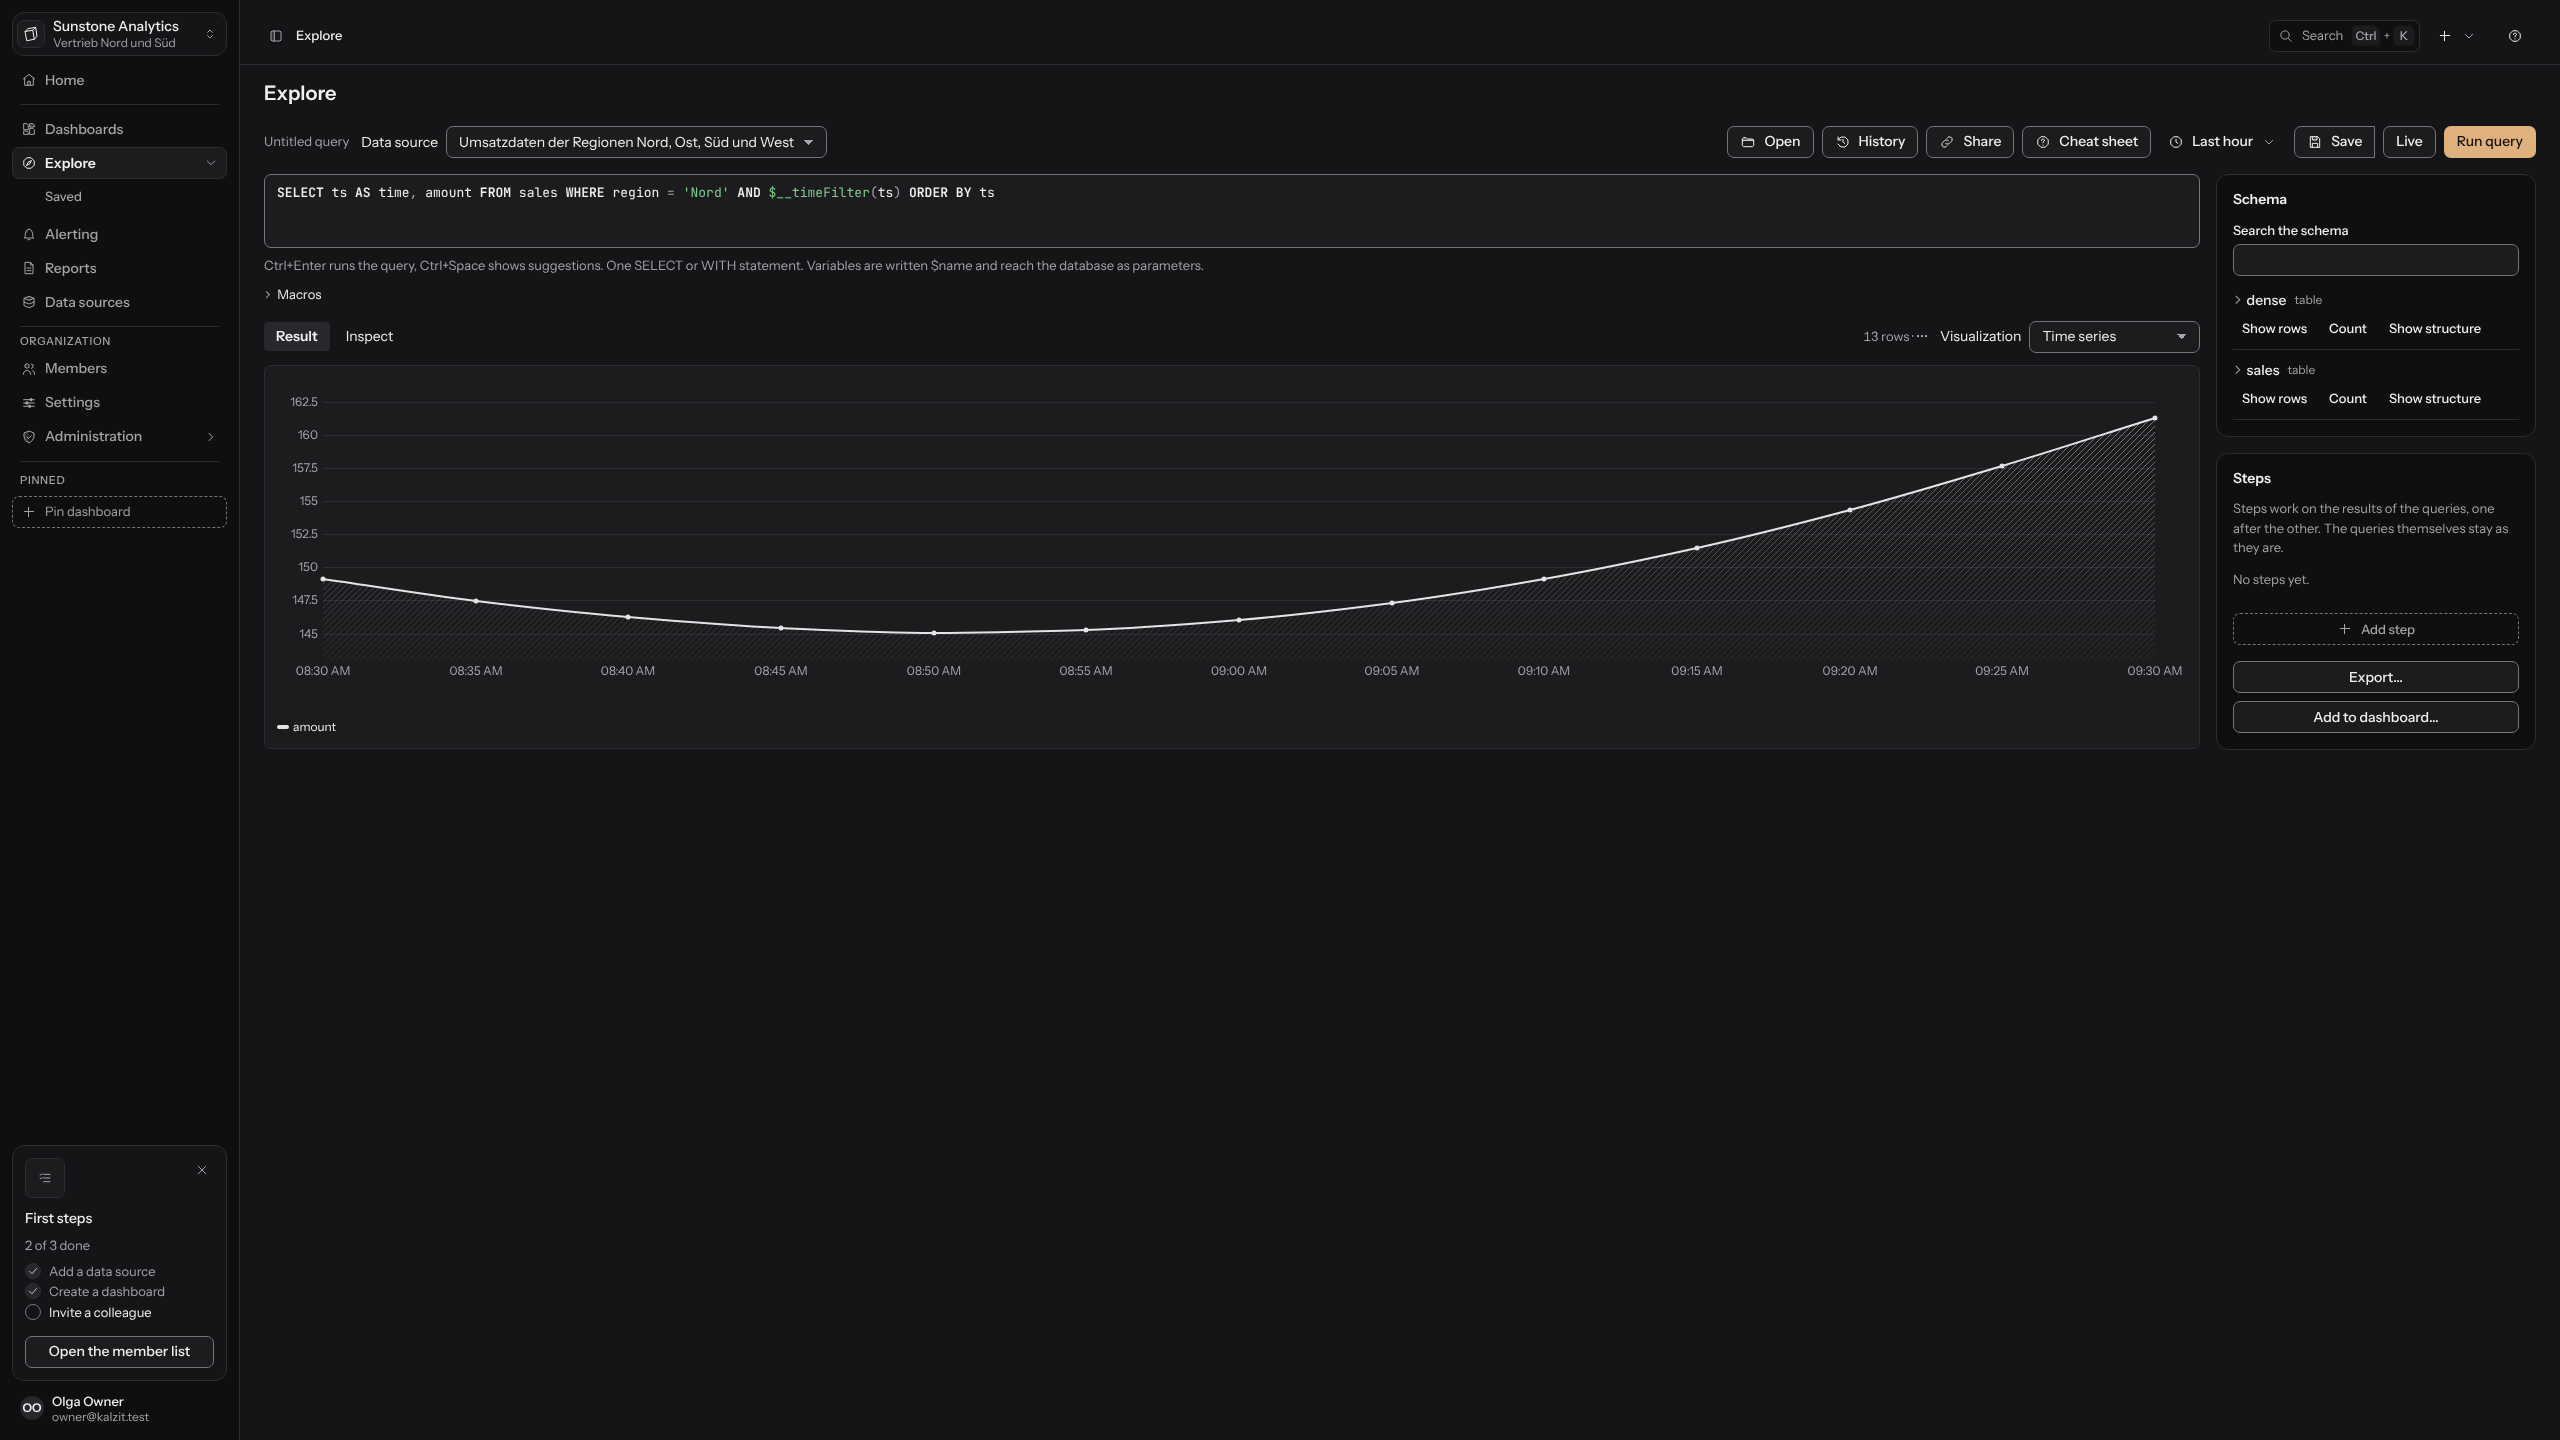 Sunstone Analytics
Vertrieb Nord und Süd
Home
Dashboards
Explore
Saved
Alerting
Reports
Data sources
ORGANIZATION
Members
Settings
Administration
PINNED
Pin dashboard
First steps
2 of 3 done
Add a data source
Create a dashboard
Invite a colleague
Open the member list
OO
Olga Owner
owner@kalzit.test
Explore
Search Ctrl + K
Explore
Untitled query Data source Umsatzdaten der Regionen Nord, Ost, Süd und West
Open History Share Cheat sheet Last hour Save Live Run query
SELECT ts AS time, amount FROM sales WHERE region = 'Nord' AND $__timeFilter(ts) ORDER BY ts
Ctrl+Enter runs the query, Ctrl+Space shows suggestions. One SELECT or WITH statement. Variables are written $name and reach the database as parameters.
Macros
Result Inspect
13 rows · ··· Visualization Time series
162.5
160
157.5
155
152.5
150
147.5
145
08:30 AM 08:35 AM 08:40 AM 08:45 AM 08:50 AM 08:55 AM 09:00 AM 09:05 AM 09:10 AM 09:15 AM 09:20 AM 09:25 AM 09:30 AM
amount
Schema
Search the schema
dense table
Show rows Count Show structure
sales table
Show rows Count Show structure
Steps
Steps work on the results of the queries, one
after the other. The queries themselves stay as
they are.
No steps yet.
Add step
Export…
Add to dashboard…